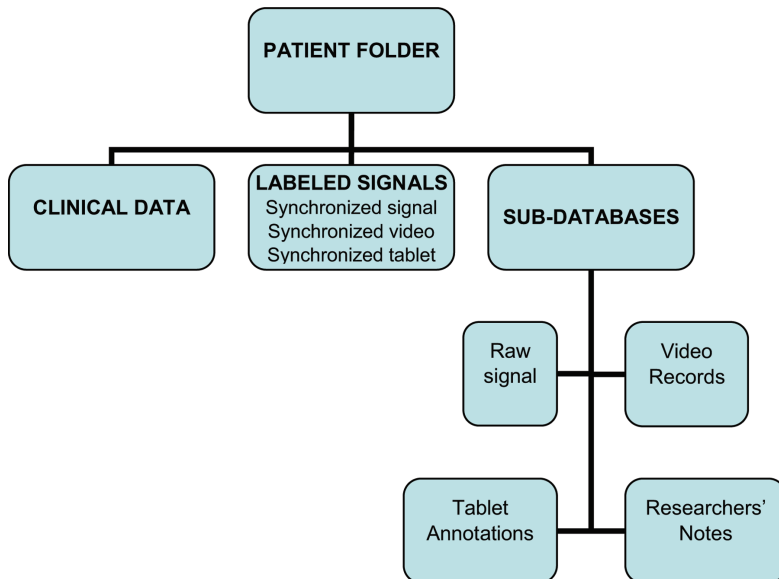 PATIENT FOLDER
CLINICAL DATA
LABELED SIGNALS
Synchronized signal
Synchronized video
Synchronized tablet
SUB-DATABASES
Raw
signal
Video
Records
Tablet
Annotations
Researchers’
Notes